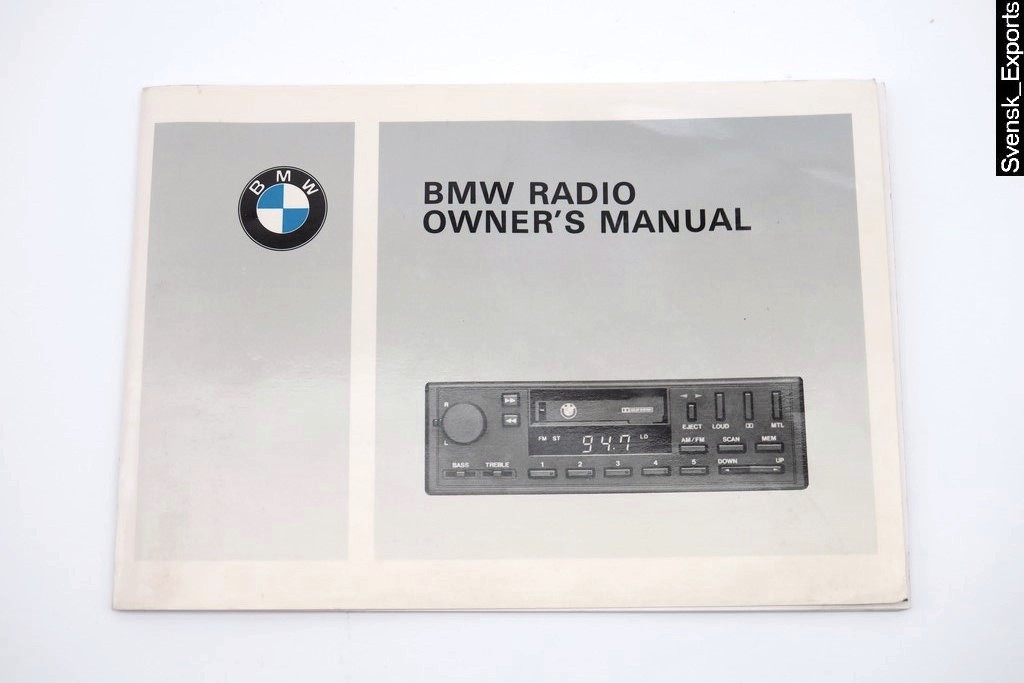 Svensk_Exports
BMW
BMW RADIO
OWNER'S MANUAL
R
L
EJECT LOUD MTL
FM ST 94.7 LO
AM/FM SCAN MEM
BASS TREBLE 1 2 3 4 5 DOWN UP